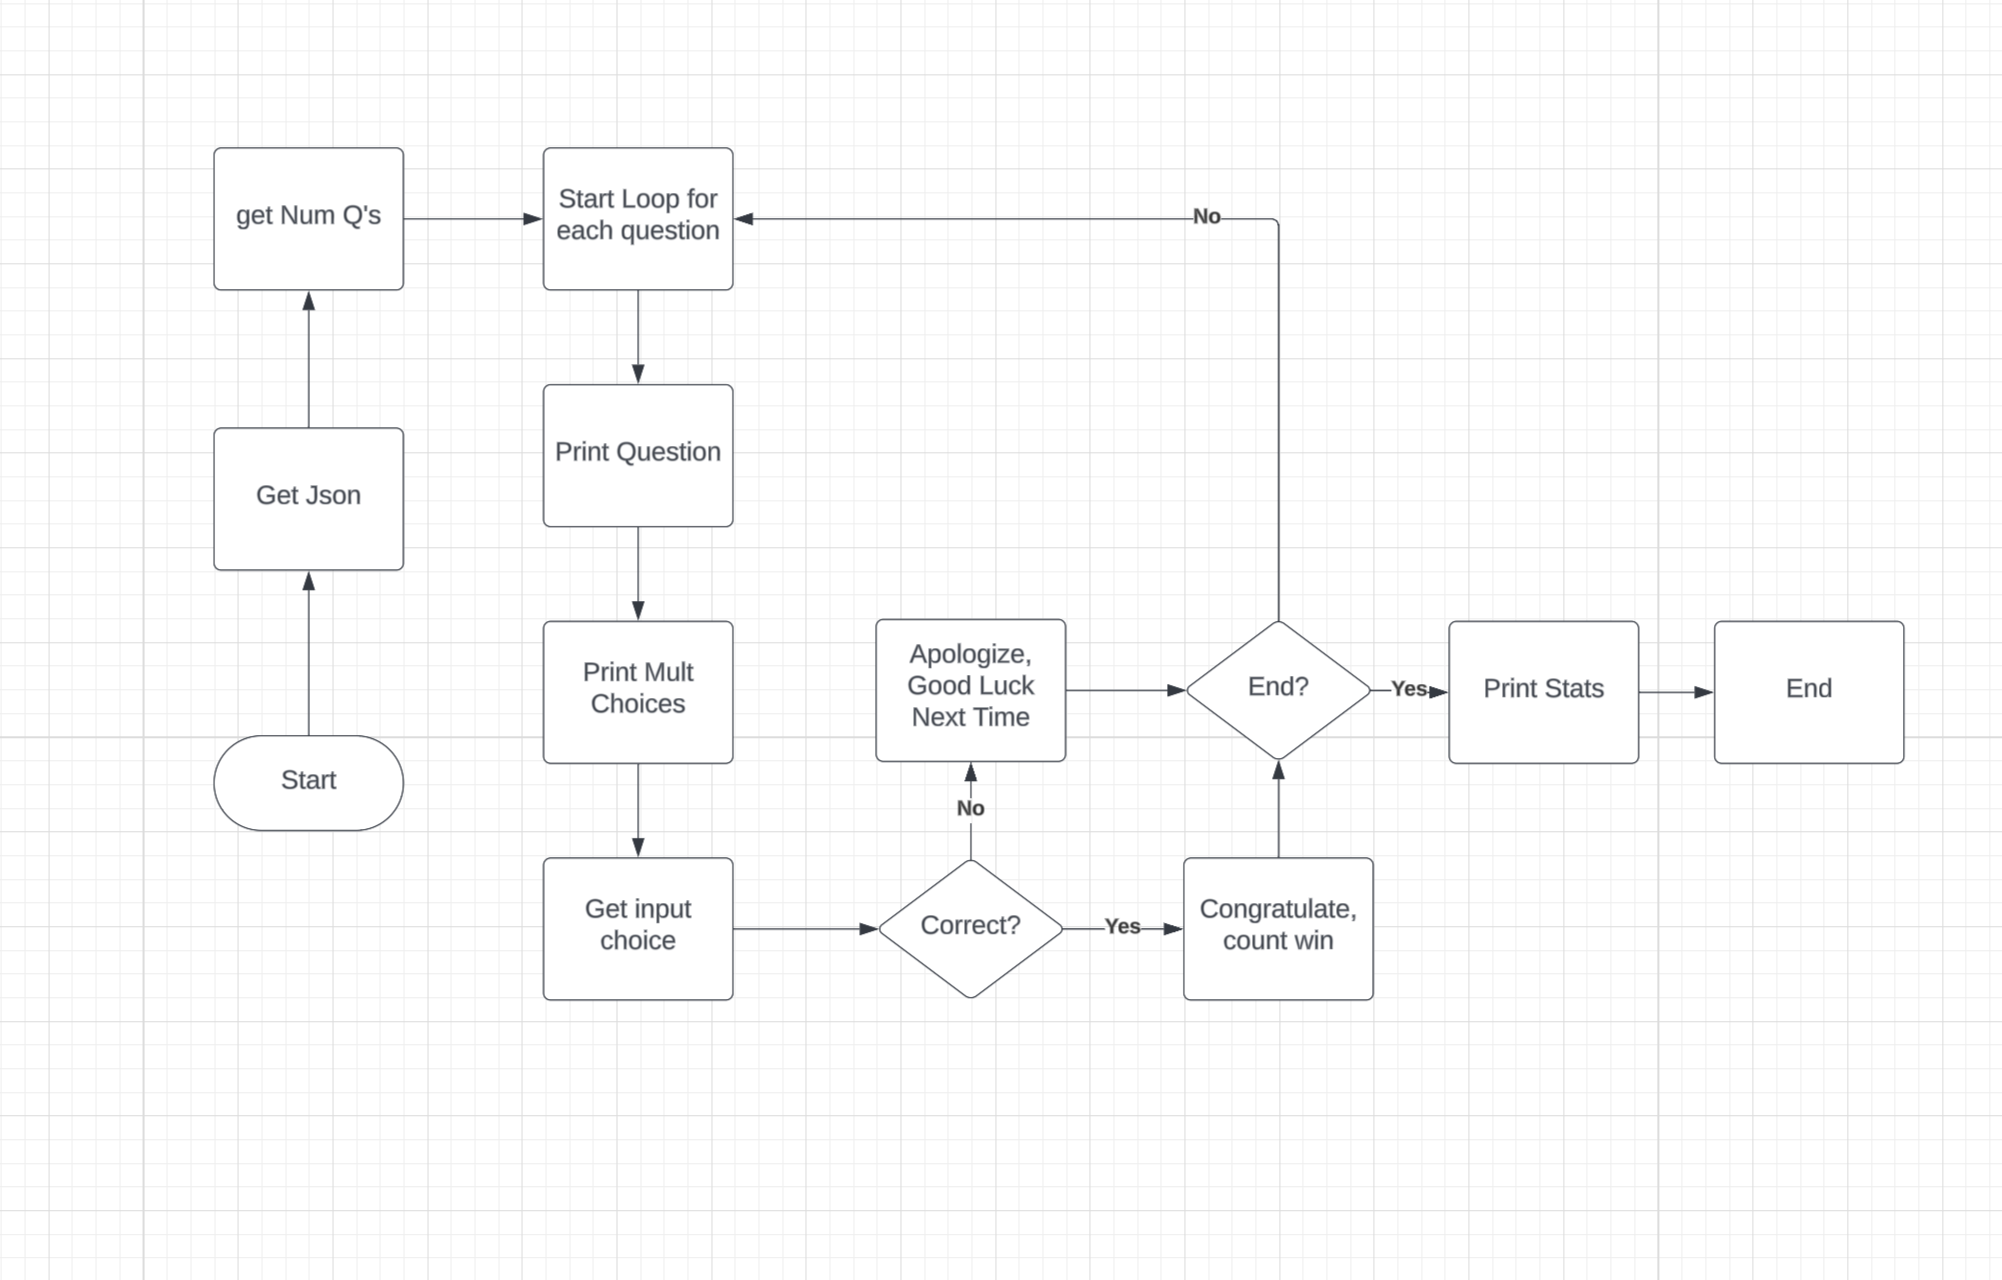 Start
Get Json
get Num Q's
Start Loop for
each question
Print Question
Print Mult
Choices
Get input
choice
Correct?
No
Apologize,
Good Luck
Next Time
Yes
Congratulate,
count win
End?
No
Yes
Print Stats
End